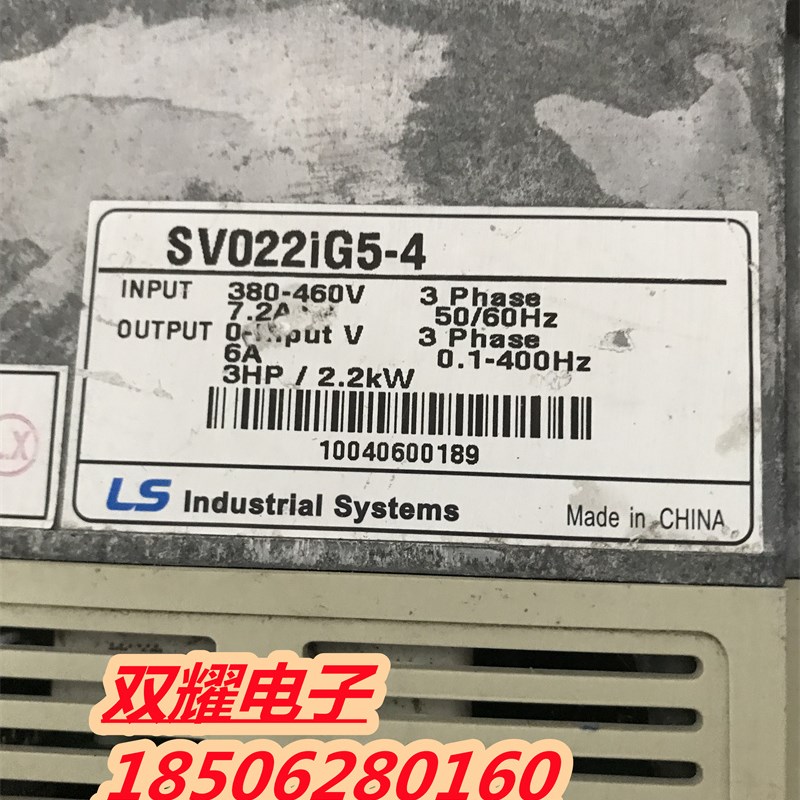 SV022iG5-4
INPUT 380-460V 3 Phase
7.2A 50/60Hz
OUTPUT 0- V 3 Phase
6A 0.1-400Hz
3HP / 2.2kW
10040600189
LS Industrial Systems Made in CHINA
双耀电子
18506280160